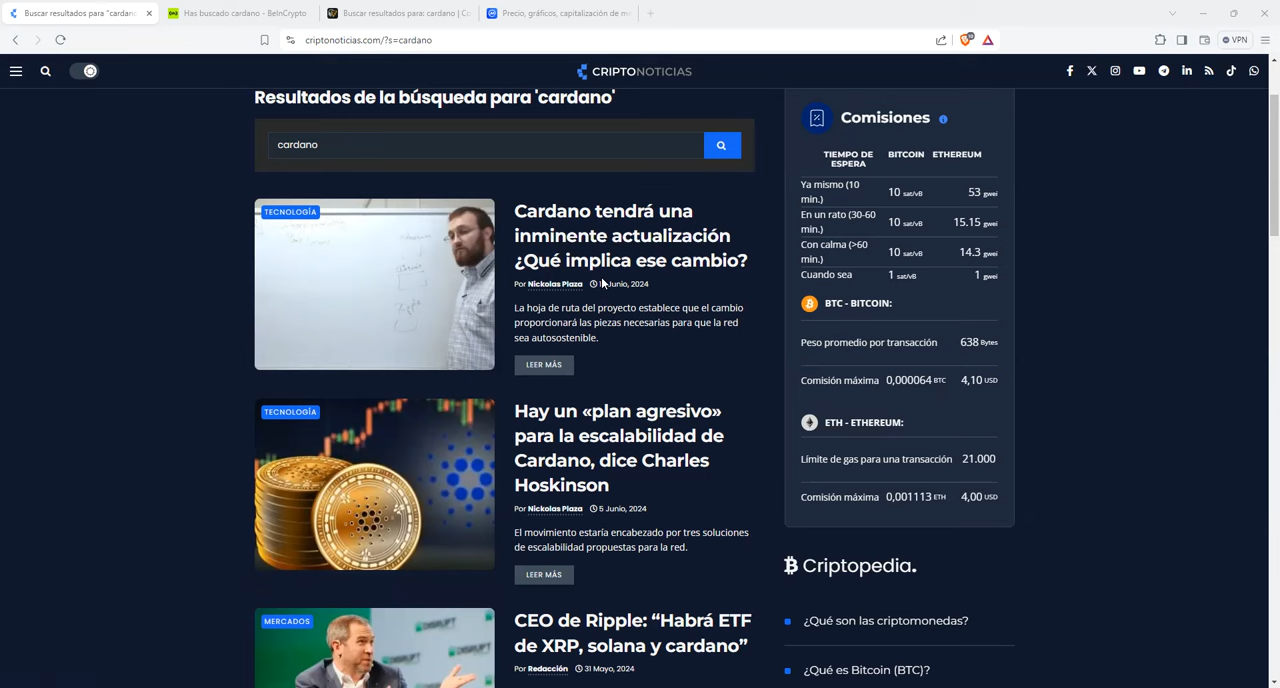 Buscar resultados para "cardano
Has buscado cardano - BeInCrypto
Buscar resultados para: cardano | Co
Precio, gráficos, capitalización de m
criptonoticias.com/?s=cardano
VPN
CRIPTONOTICIAS
Resultados de la búsqueda para 'cardano'
cardano
TECNOLOGÍA
Cardano tendrá una
inminente actualización
¿Qué implica ese cambio?
Por Nickolas Plaza Junio, 2024
La hoja de ruta del proyecto establece que el cambio
proporcionará las piezas necesarias para que la red
sea autosostenible.
LEER MÁS
TECNOLOGÍA
Hay un «plan agresivo»
para la escalabilidad de
Cardano, dice Charles
Hoskinson
Por Nickolas Plaza 5 Junio, 2024
El movimiento estaría encabezado por tres soluciones
de escalabilidad propuestas para la red.
LEER MÁS
MERCADOS
CEO de Ripple: “Habrá ETF
de XRP, solana y cardano”
Por Redacción 31 Mayo, 2024
Comisiones
TIEMPO DE
ESPERA BITCOIN ETHEREUM
Ya mismo (10
min.) 10 sat/vB 53 gwei
En un rato (30-60
min.) 10 sat/vB 15.15 gwei
Con calma (>60
min.) 10 sat/vB 14.3 gwei
Cuando sea 1 sat/vB 1 gwei
BTC - BITCOIN:
Peso promedio por transacción 638 Bytes
Comisión máxima 0,000064 BTC 4,10 USD
ETH - ETHEREUM:
Límite de gas para una transacción 21.000
Comisión máxima 0,001113 ETH 4,00 USD
Criptopedia.
¿Qué son las criptomonedas?
¿Qué es Bitcoin (BTC)?